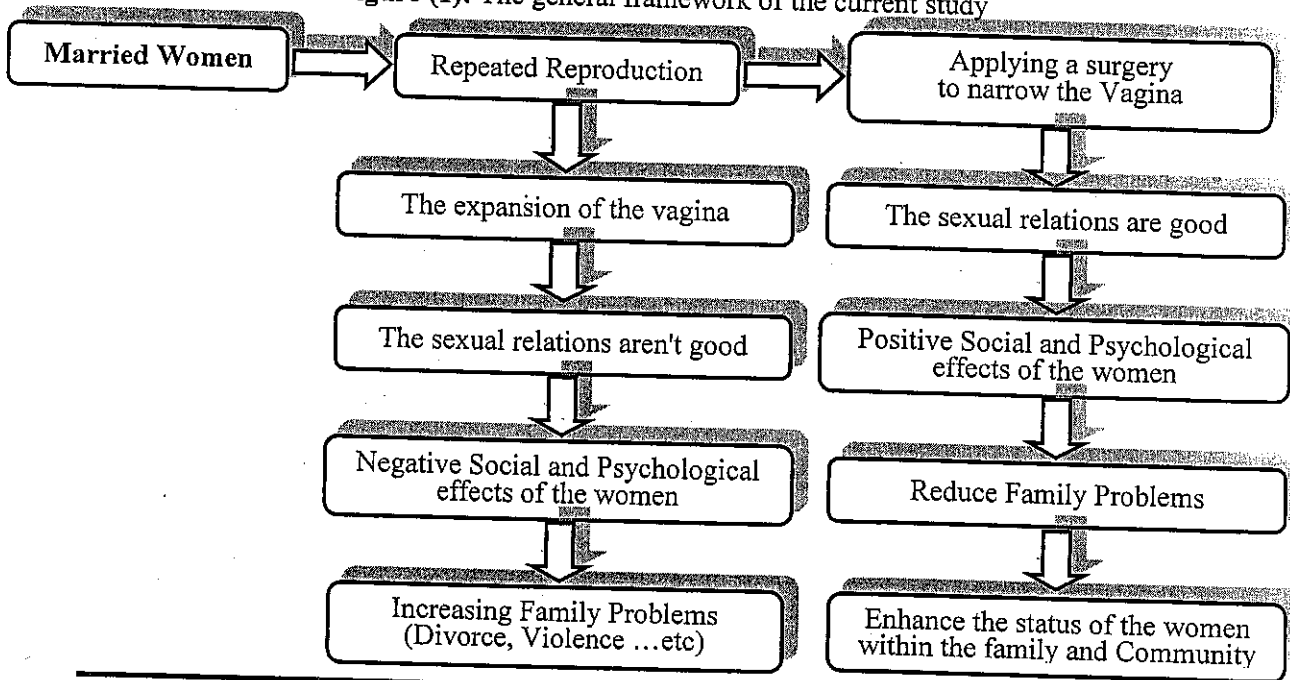 (1): The general framework of the current study
Married Women
Repeated Reproduction
Applying a surgery
to narrow the Vagina
The expansion of the vagina
The sexual relations are good
The sexual relations aren't good
Positive Social and Psychological
effects of the women
Negative Social and Psychological
effects of the women
Reduce Family Problems
Increasing Family Problems
(Divorce, Violence ...etc)
Enhance the status of the women
within the family and Community